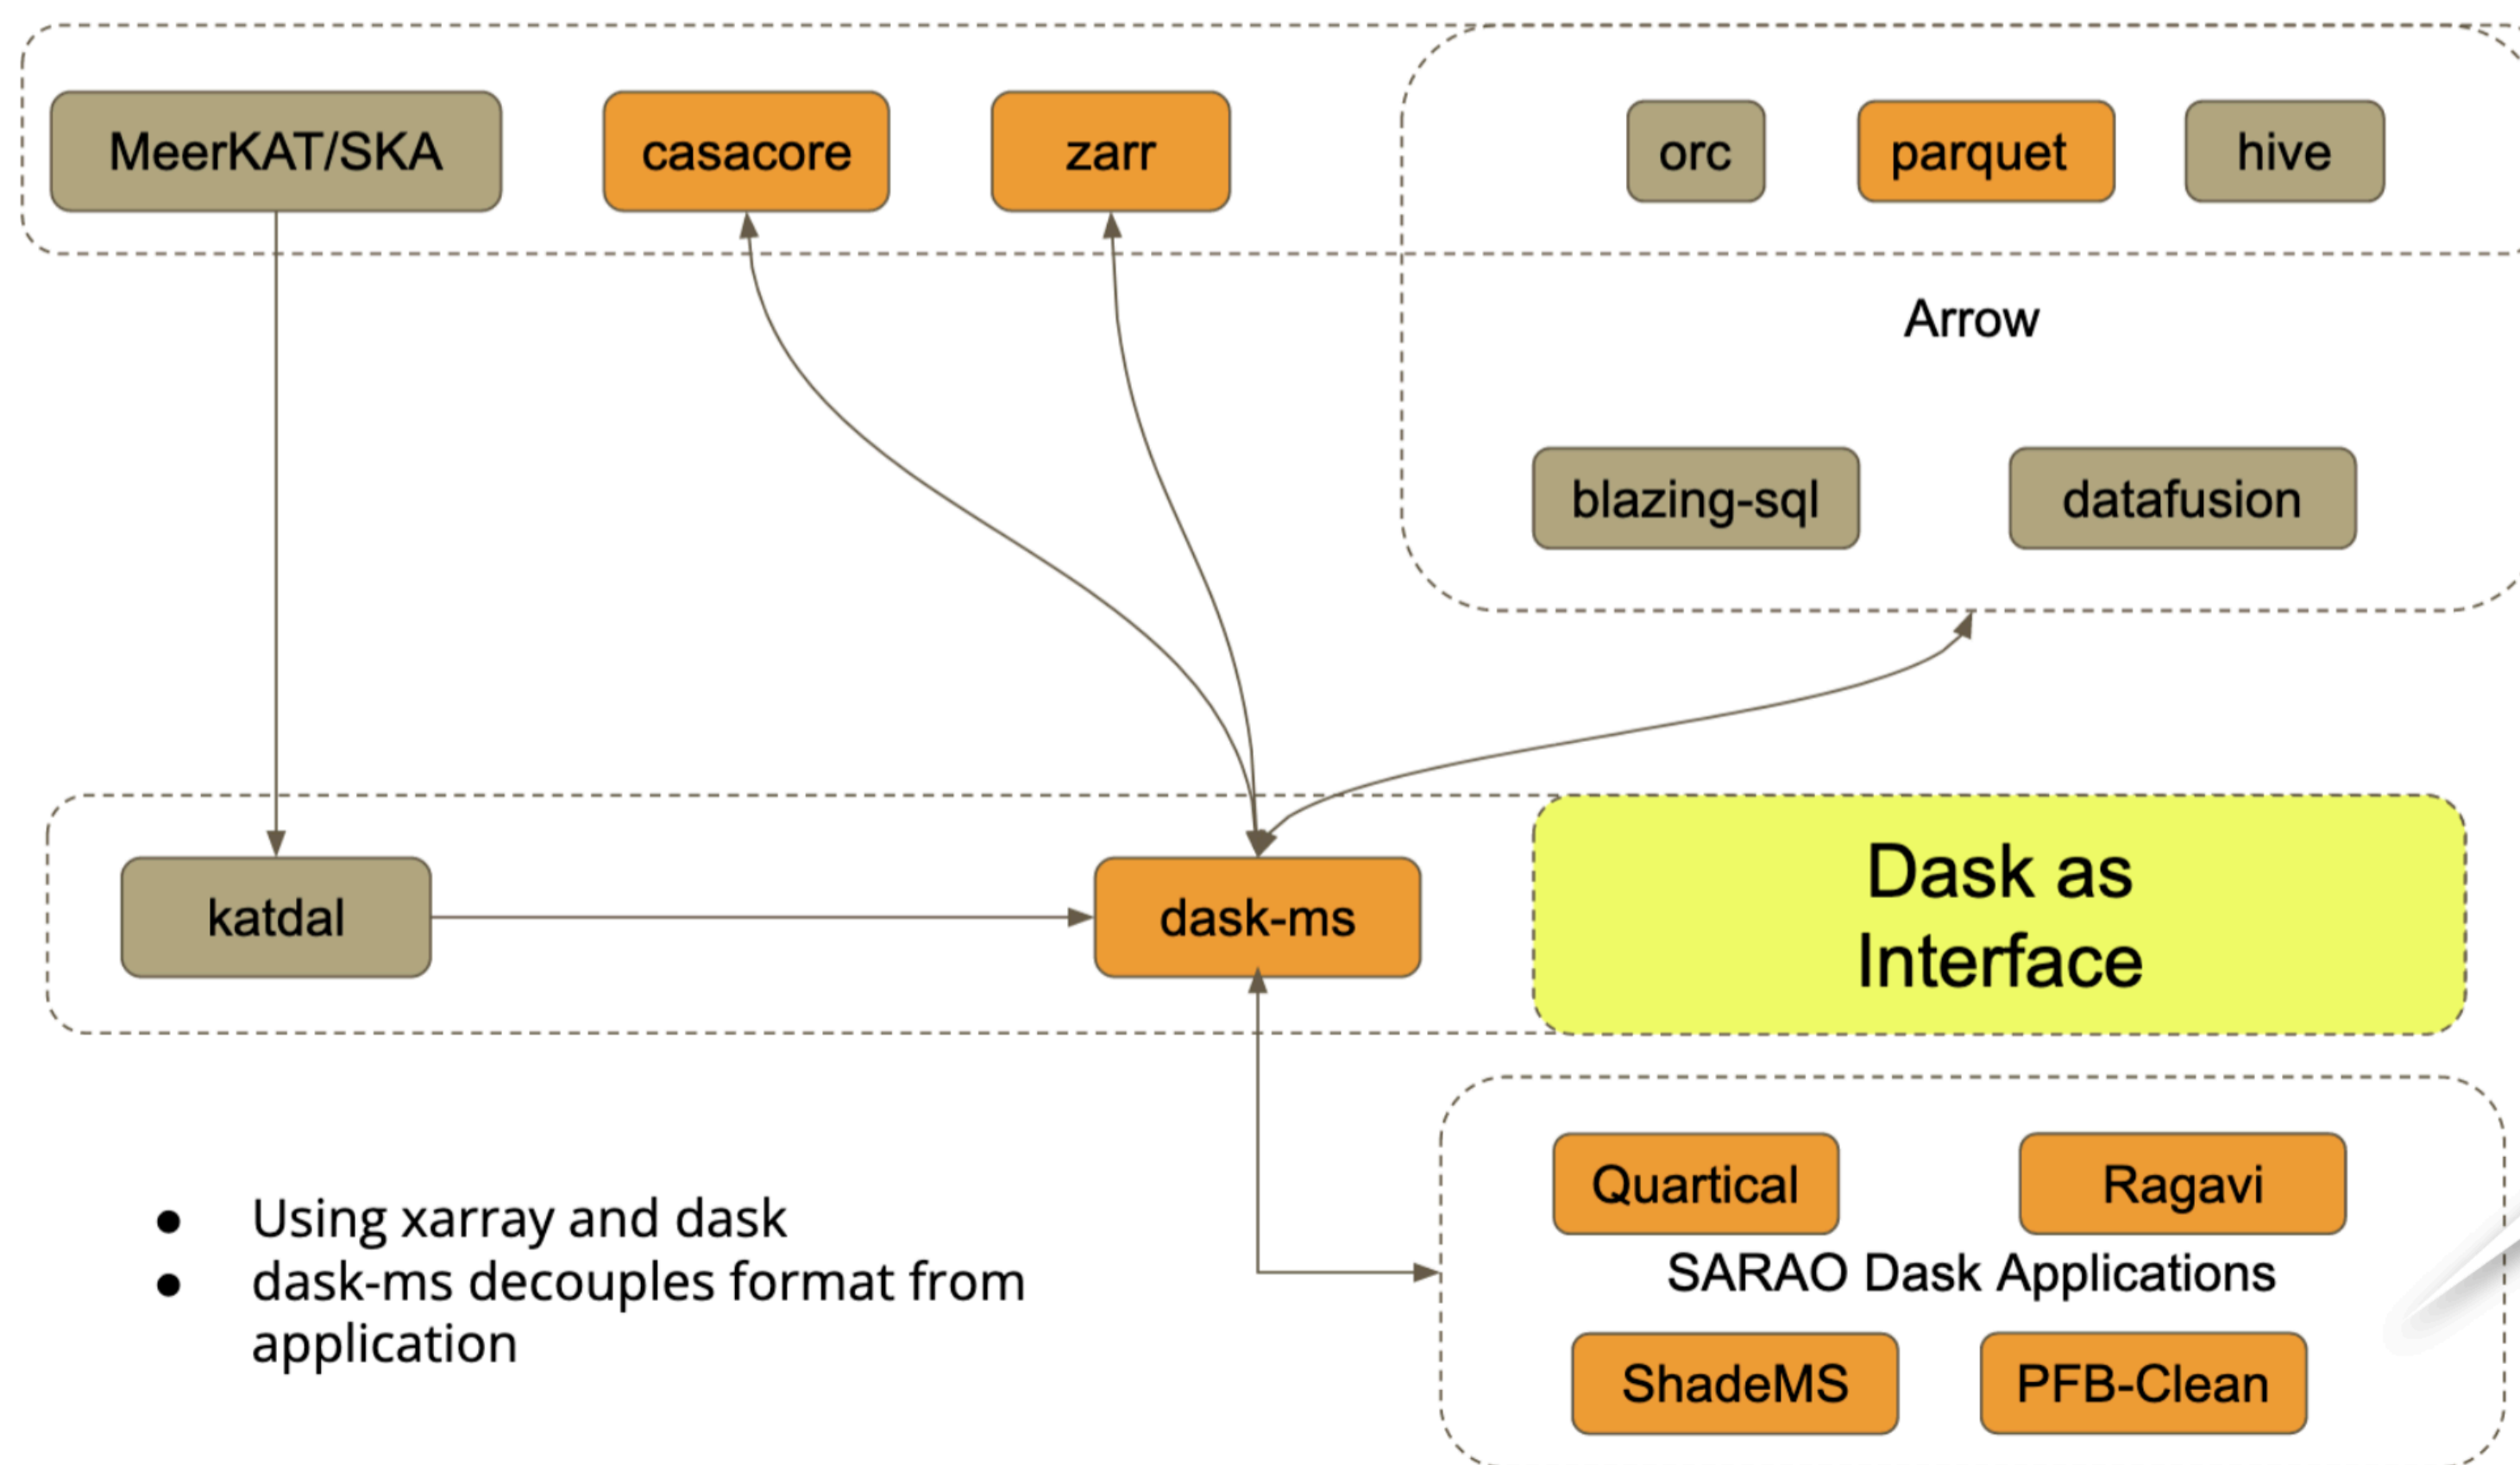 MeerKAT/SKA
casacore
zarr
orc
parquet
hive
Arrow
blazing-sql
datafusion
katdal
dask-ms
Dask as
Interface
● Using xarray and dask
● dask-ms decouples format from
application
Quartical
Ragavi
SARAO Dask Applications
ShadeMS
PFB-Clean